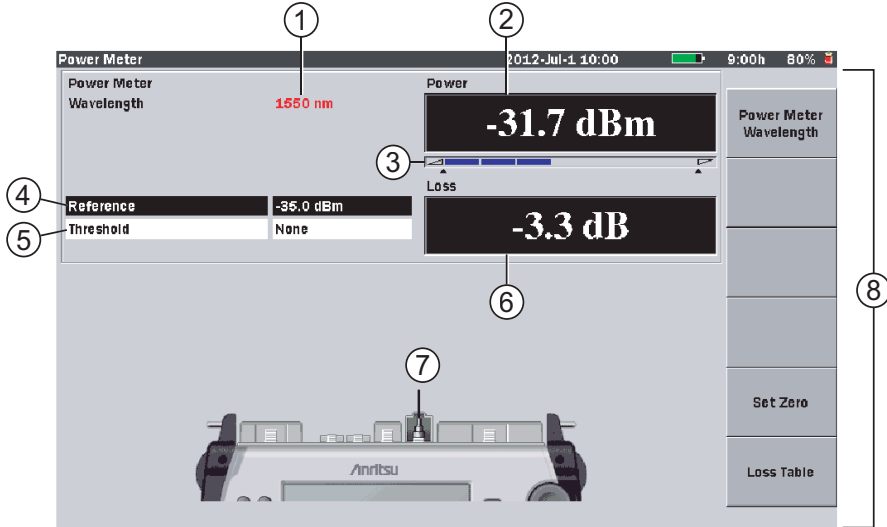 1
2
Power Meter 2012-Jul-1 10:00 9:00h 80%
Power Meter
Wavelength 1550 nm
Power
-31.7 dBm
3
Loss
-3.3 dB
4
Reference -35.0 dBm
5
Threshold None
6
7
Anritsu
Power Meter
Wavelength
Set Zero
Loss Table
8